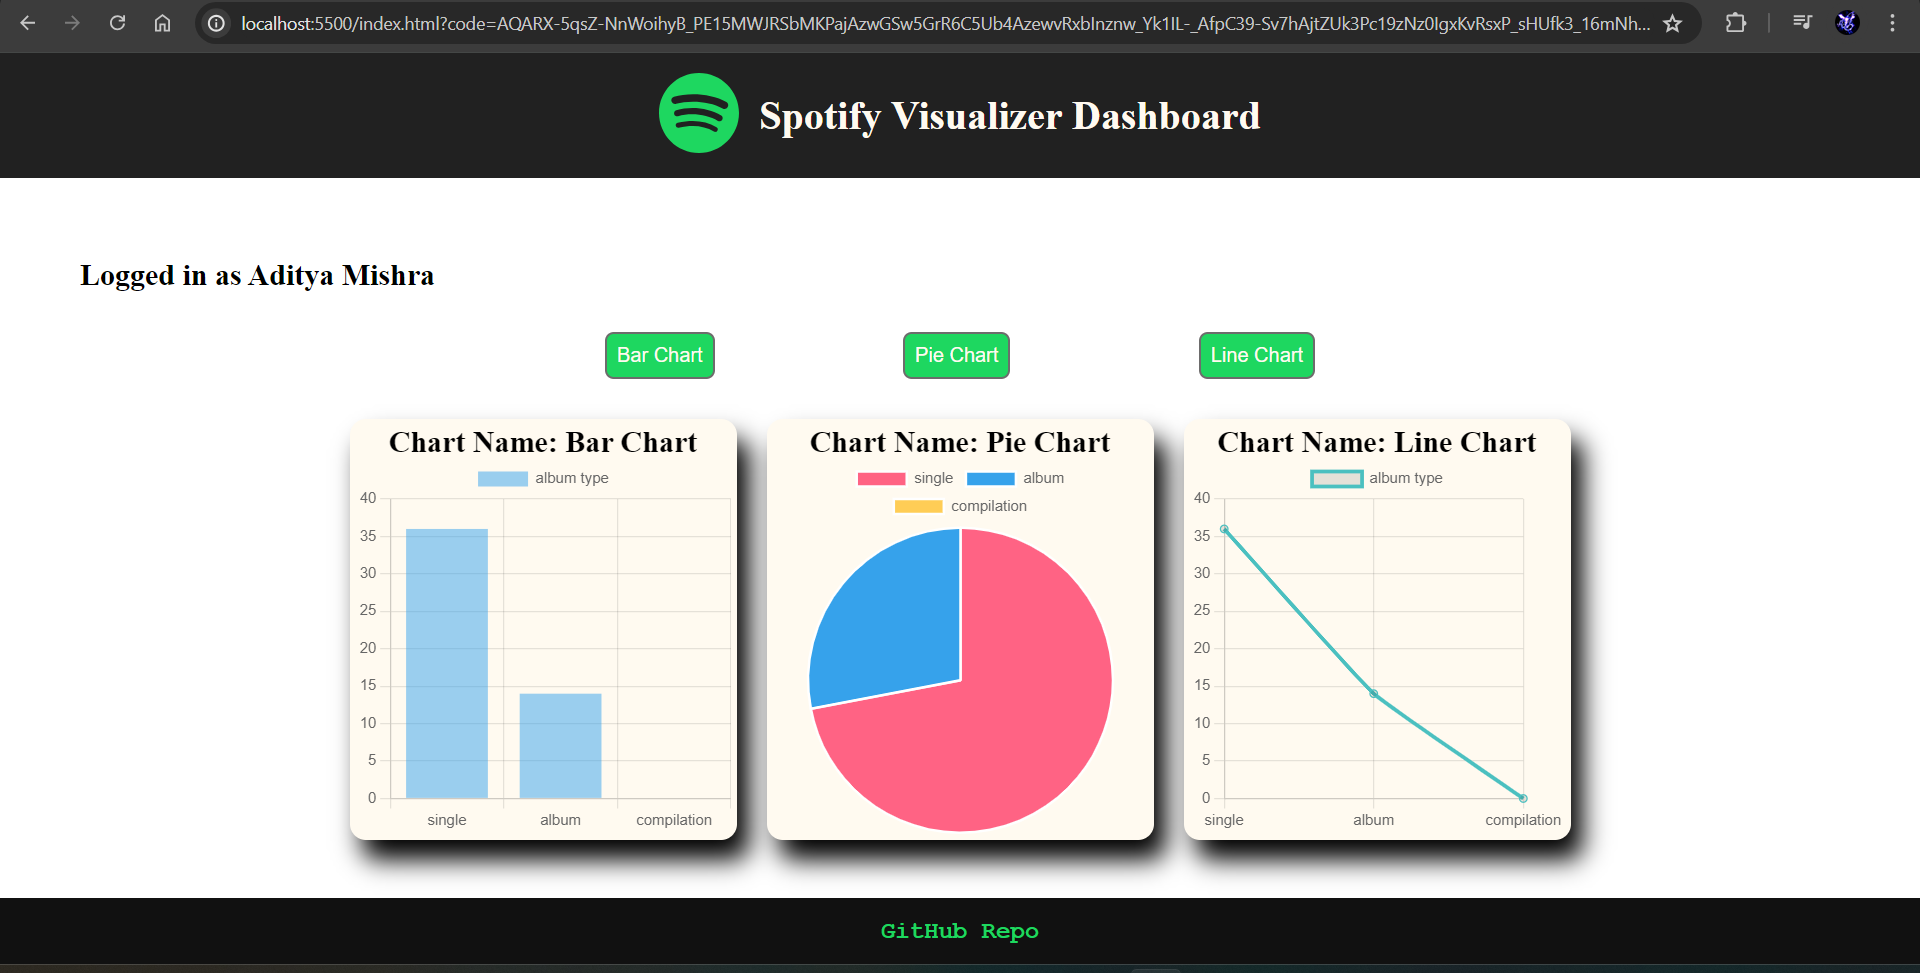 localhost:5500/index.html?code=AQARX-5qsZ-NnWoihyB_PE15MWJRSbMKPajAzwGSw5GrR6C5Ub4AzewvRxbInznw_Yk1IL-_AfpC39-Sv7hAjtZUk3Pc19zNz0IgxKvRsxP_sHUfk3_16mNh...
Spotify Visualizer Dashboard
Logged in as Aditya Mishra
Bar Chart
Pie Chart
Line Chart
Chart Name: Bar Chart
album type
40
35
30
25
20
15
10
5
0
single album compilation
Chart Name: Pie Chart
single album
compilation
Chart Name: Line Chart
album type
40
35
30
25
20
15
10
5
0
single album compilation
GitHub Repo